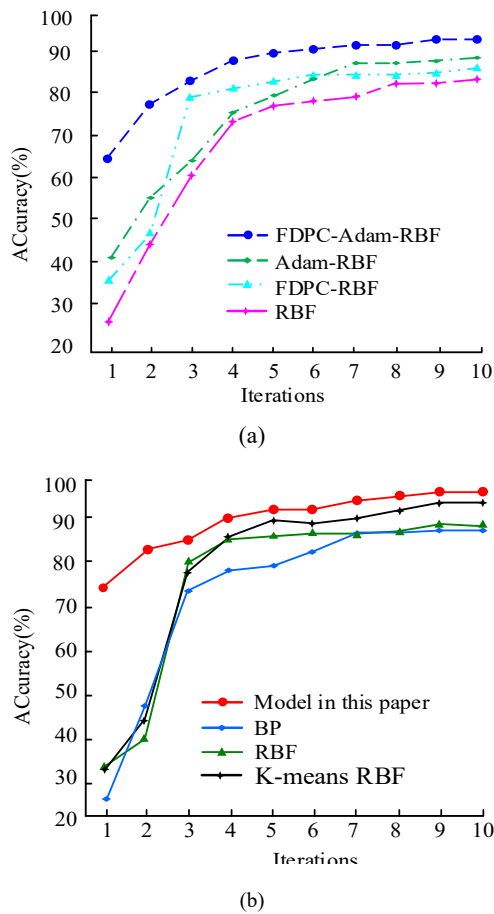 100
90
80
70
60
50
40
30
20
ACcuracy(%)
FDPC-Adam-RBF
Adam-RBF
FDPC-RBF
RBF
1 2 3 4 5 6 7 8 9 10
Iterations
(a)
100
90
80
70
60
50
40
30
20
ACcuracy(%)
Model in this paper
BP
RBF
K-means RBF
1 2 3 4 5 6 7 8 9 10
Iterations
(b)